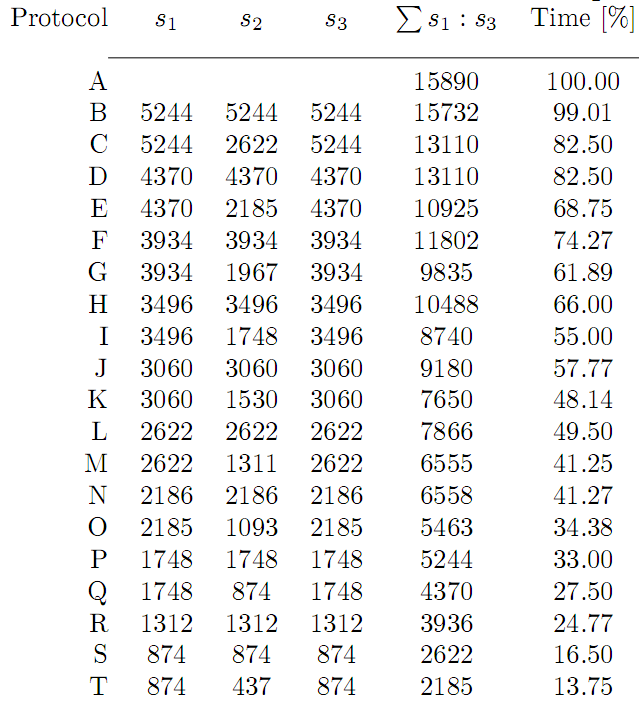 Protocol s1 s2 s3 ∑ s1 : s3 Time [%]
A 15890 100.00
B 5244 5244 5244 15732 99.01
C 5244 2622 5244 13110 82.50
D 4370 4370 4370 13110 82.50
E 4370 2185 4370 10925 68.75
F 3934 3934 3934 11802 74.27
G 3934 1967 3934 9835 61.89
H 3496 3496 3496 10488 66.00
I 3496 1748 3496 8740 55.00
J 3060 3060 3060 9180 57.77
K 3060 1530 3060 7650 48.14
L 2622 2622 2622 7866 49.50
M 2622 1311 2622 6555 41.25
N 2186 2186 2186 6558 41.27
O 2185 1093 2185 5463 34.38
P 1748 1748 1748 5244 33.00
Q 1748 874 1748 4370 27.50
R 1312 1312 1312 3936 24.77
S 874 874 874 2622 16.50
T 874 437 874 2185 13.75